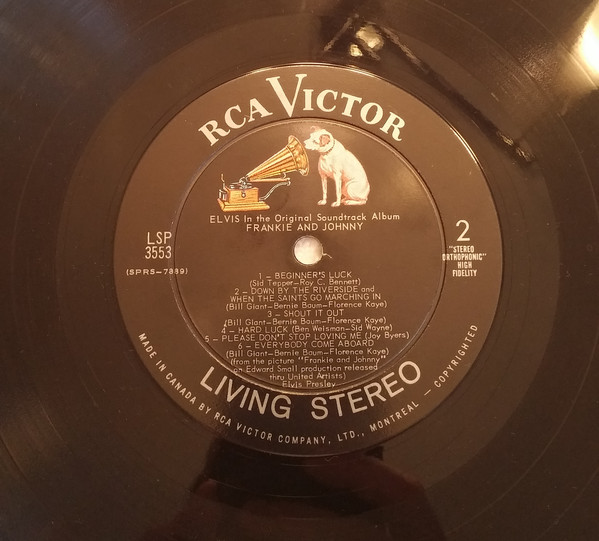 RCA VICTOR
ELVIS In the Original Soundtrack Album
FRANKIE AND JOHNNY
LSP
3553
(SPRS-7889)
2
"STEREO
ORTHOPHONIC"
HIGH
FIDELITY
1 – BEGINNER'S LUCK
(Sid Tepper-Roy C. Bennett)
2 – DOWN BY THE RIVERSIDE and
WHEN THE SAINTS GO MARCHING IN
(Bill Giant-Bernie Baum-Florence Kaye)
3 – SHOUT IT OUT
(Bill Giant-Bernie Baum-Florence Kaye)
4 – HARD LUCK (Ben Weisman-Sid Wayne)
5 – PLEASE DON'T STOP LOVING ME (Joy Byers)
6 – EVERYBODY COME ABOARD
(Bill Giant-Bernie Baum-Florence Kaye)
(from the picture "Frankie and Johnny"
an Edward Small production released
thru United Artists)
Elvis Presley
LIVING STEREO
MADE IN CANADA BY RCA VICTOR COMPANY, LTD., MONTREAL – COPYRIGHTED